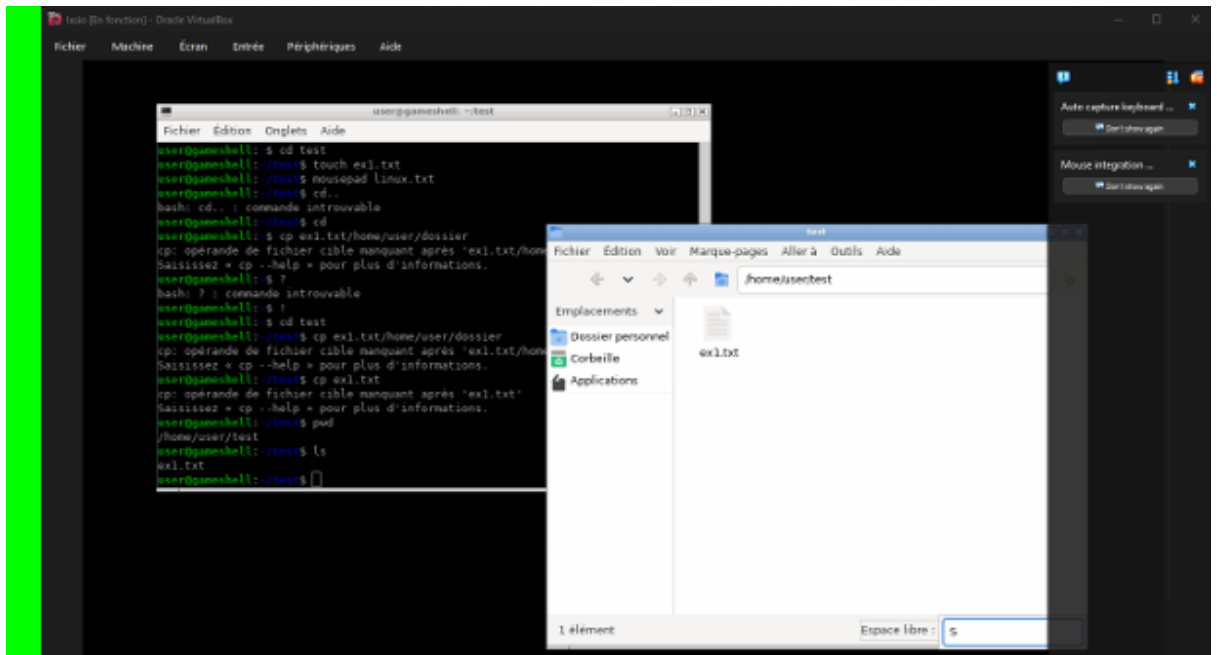 bsio [En fonction] - Oracle VirtualBox
Fichier Machine Écran Entrée Périphériques Aide
user@gameshell: ~/test
Fichier Édition Onglets Aide
user@gameshell:~$ cd test
user@gameshell:~/test$ touch ex1.txt
user@gameshell:~/test$ mousepad linux.txt
user@gameshell:~/test$ cd..
bash: cd.. : commande introuvable
user@gameshell:~/test$ cd
user@gameshell:~$ cp ex1.txt/home/user/dossier
cp: opérande de fichier cible manquant après 'ex1.txt/home
Saisissez « cp --help » pour plus d'informations.
user@gameshell:~$ ?
bash: ? : commande introuvable
user@gameshell:~$ !
user@gameshell:~$ cd test
user@gameshell:~/test$ cp ex1.txt/home/user/dossier
cp: opérande de fichier cible manquant après 'ex1.txt/home
Saisissez « cp --help » pour plus d'informations.
user@gameshell:~/test$ cp ex1.txt
cp: opérande de fichier cible manquant après 'ex1.txt'
Saisissez « cp --help » pour plus d'informations.
user@gameshell:~/test$ pwd
/home/user/test
user@gameshell:~/test$ ls
ex1.txt
user@gameshell:~/test$
test
Fichier Édition Voir Marque-pages Aller à Outils Aide
/home/user/test
Emplacements
Dossier personnel
Corbeille
Applications
ex1.txt
1 élément
Espace libre :
s
Auto capture keyboard ...
Don't show again
Mouse integration ...
Don't show again